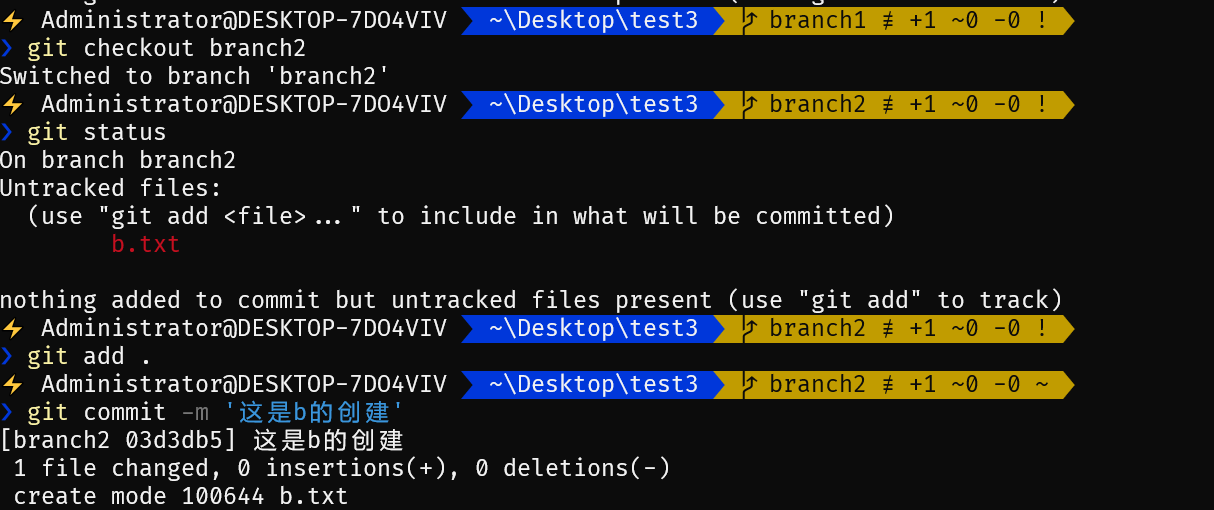 ⚡ Administrator@DESKTOP-7DO4VIV ~\Desktop\test3 branch1 ≢ +1 ~0 -0 !
❯ git checkout branch2
Switched to branch 'branch2'
⚡ Administrator@DESKTOP-7DO4VIV ~\Desktop\test3 branch2 ≢ +1 ~0 -0 !
❯ git status
On branch branch2
Untracked files:
  (use "git add <file>..." to include in what will be committed)
        b.txt
nothing added to commit but untracked files present (use "git add" to track)
⚡ Administrator@DESKTOP-7DO4VIV ~\Desktop\test3 branch2 ≢ +1 ~0 -0 !
❯ git add .
⚡ Administrator@DESKTOP-7DO4VIV ~\Desktop\test3 branch2 ≢ +1 ~0 -0 ~
❯ git commit -m '这是b的创建'
[branch2 03d3db5] 这是b的创建
 1 file changed, 0 insertions(+), 0 deletions(-)
 create mode 100644 b.txt